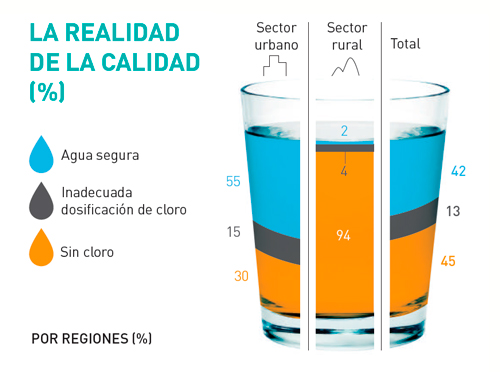 LA REALIDAD
DE LA CALIDAD
(%)
Agua segura
Inadecuada
dosificación de cloro
Sin cloro
Sector
urbano
Sector
rural
Total
55
15
30
2
4
94
42
13
45
POR REGIONES (%)